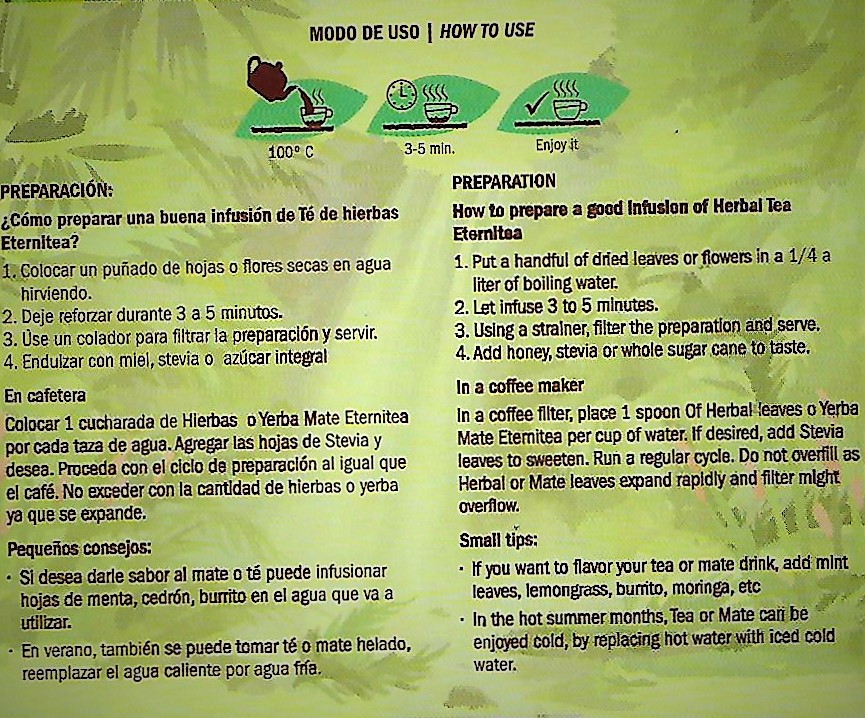 MODO DE USO | HOW TO USE
100º C
3-5 min.
Enjoy it
PREPARACIÓN:
¿Cómo preparar una buena infusión de Té de hierbas
Eternitea?
1. Colocar un puñado de hojas o flores secas en agua
hirviendo.
2. Deje reforzar durante 3 a 5 minutos.
3. Use un colador para filtrar la preparación y servir.
4. Endulzar con miel, stevia o azúcar integral
En cafetera
Colocar 1 cucharada de Hierbas o Yerba Mate Eternitea
por cada taza de agua. Agregar las hojas de Stevia y
desea. Proceda con el ciclo de preparación al igual que
el café. No exceder con la cantidad de hierbas o yerba
ya que se expande.
Pequeños consejos:
· Si desea darle sabor al mate o té puede infusionar
hojas de menta, cedrón, burrito en el agua que va a
utilizar.
· En verano, también se puede tomar té o mate helado,
reemplazar el agua caliente por agua fría.
PREPARATION
How to prepare a good Infusion of Herbal Tea
Eternitea
1. Put a handful of dried leaves or flowers in a 1/4 a
liter of boiling water.
2. Let infuse 3 to 5 minutes.
3. Using a strainer, filter the preparation and serve.
4. Add honey, stevia or whole sugar cane to taste.
In a coffee maker
In a coffee filter, place 1 spoon Of Herbal leaves o Yerba
Mate Eternitea per cup of water. If desired, add Stevia
leaves to sweeten. Run a regular cycle. Do not overfill as
Herbal or Mate leaves expand rapidly and filter might
overflow.
Small tips:
· If you want to flavor your tea or mate drink, add mint
leaves, lemongrass, burrito, moringa, etc
· In the hot summer months, Tea or Mate can be
enjoyed cold, by replacing hot water with iced cold
water.